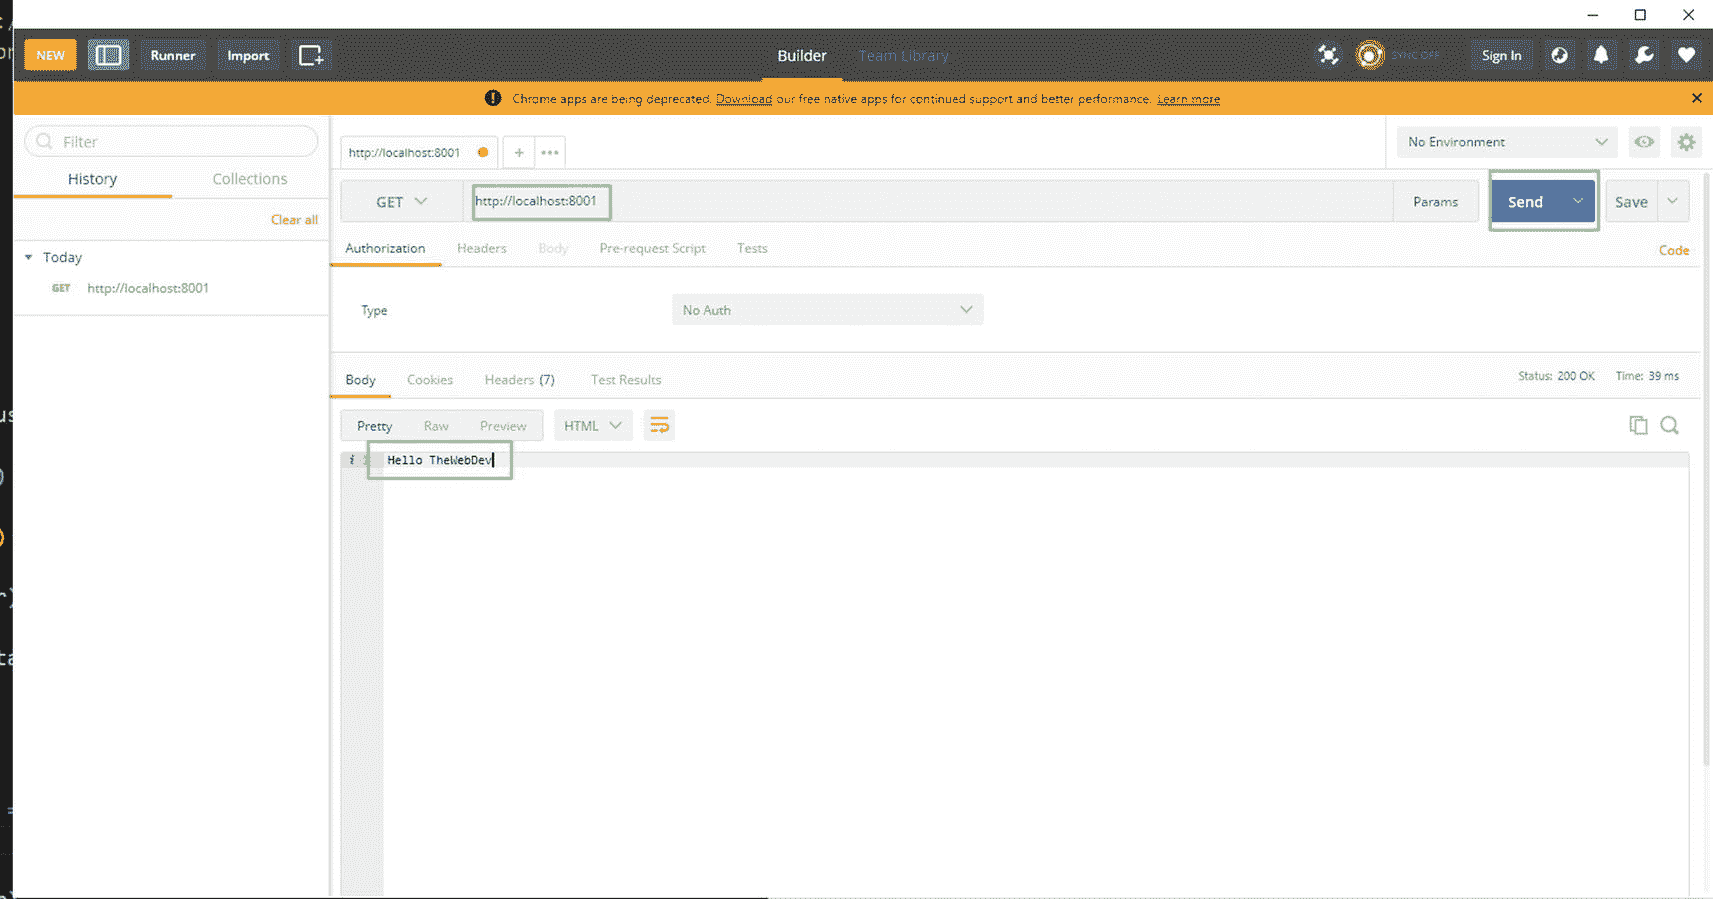 NEW Runner Import Builder Team Library SYNC OFF Sign In
Chrome apps are being deprecated. Download our free native apps for continued support and better performance. Learn more
Filter
http://localhost:8001
No Environment
History Collections
GET http://localhost:8001 Params Send Save
Clear all
Authorization Headers Body Pre-request Script Tests Code
Today
GET http://localhost:8001
Type No Auth
Body Cookies Headers (7) Test Results Status: 200 OK Time: 39 ms
Pretty Raw Preview HTML
Hello TheWebDev